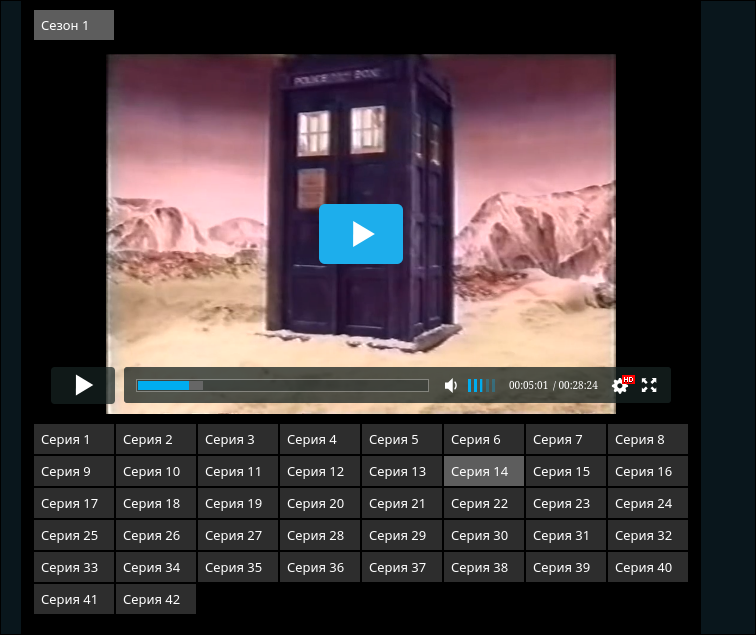 Сезон 1
POLICE BOX
00:05:01 / 00:28:24
HD
Серия 1 Серия 2 Серия 3 Серия 4 Серия 5 Серия 6 Серия 7 Серия 8
Серия 9 Серия 10 Серия 11 Серия 12 Серия 13 Серия 14 Серия 15 Серия 16
Серия 17 Серия 18 Серия 19 Серия 20 Серия 21 Серия 22 Серия 23 Серия 24
Серия 25 Серия 26 Серия 27 Серия 28 Серия 29 Серия 30 Серия 31 Серия 32
Серия 33 Серия 34 Серия 35 Серия 36 Серия 37 Серия 38 Серия 39 Серия 40
Серия 41 Серия 42